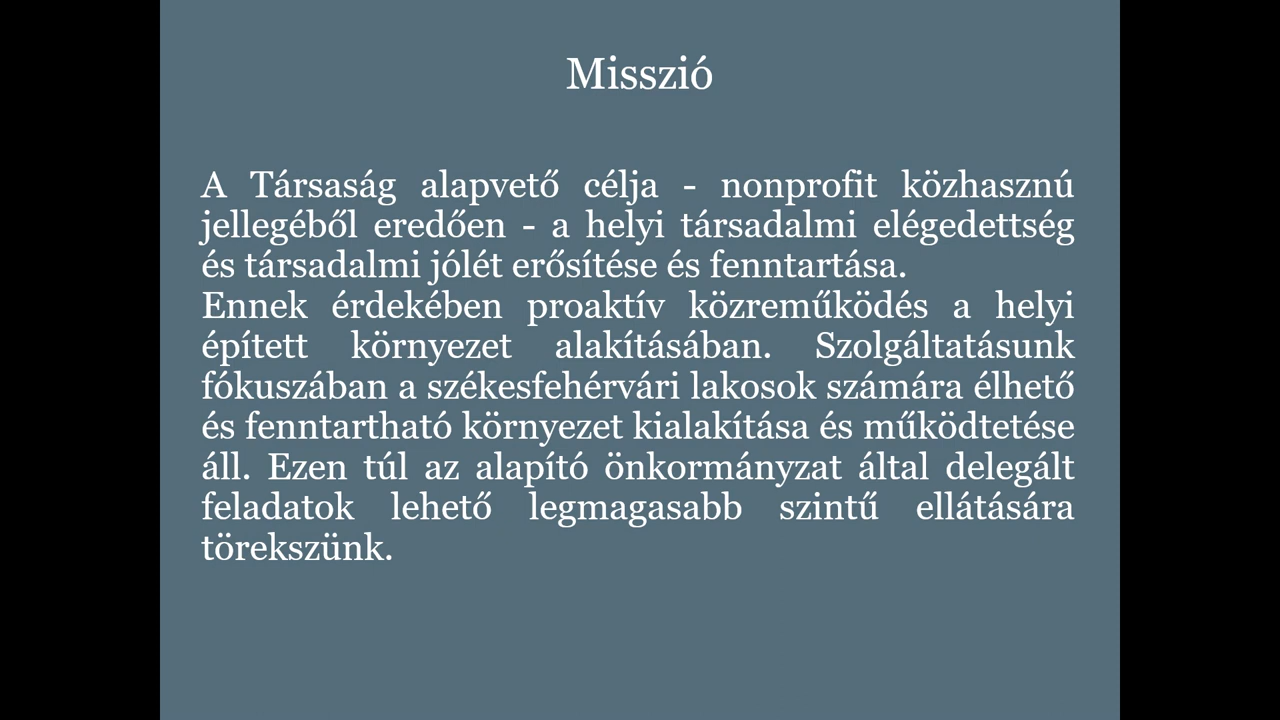 Misszió
A Társaság alapvető célja - nonprofit közhasznú
jellegéből eredően - a helyi társadalmi elégedettség
és társadalmi jólét erősítése és fenntartása.
Ennek érdekében proaktív közreműködés a helyi
épített környezet alakításában. Szolgáltatásunk
fókuszában a székesfehérvári lakosok számára élhető
és fenntartható környezet kialakítása és működtetése
áll. Ezen túl az alapító önkormányzat által delegált
feladatok lehető legmagasabb szintű ellátására
törekszünk.